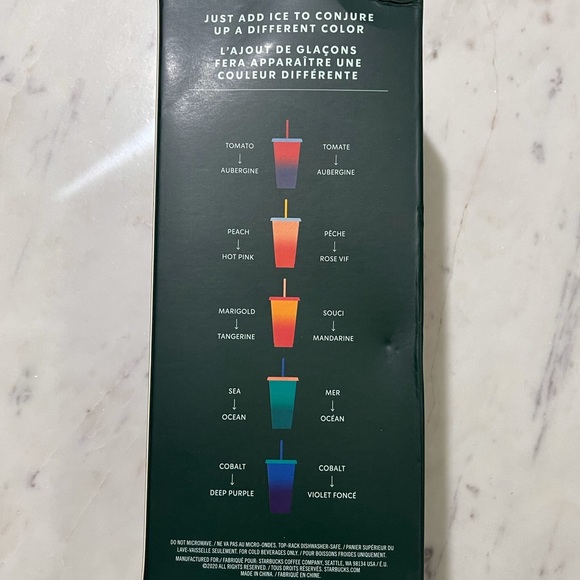 JUST ADD ICE TO CONJURE
UP A DIFFERENT COLOR
L'AJOUT DE GLAÇONS
FERA APPARAÎTRE UNE
COULEUR DIFFÉRENTE
TOMATO
↓
AUBERGINE
TOMATE
↓
AUBERGINE
PEACH
↓
HOT PINK
PÊCHE
↓
ROSE VIF
MARIGOLD
↓
TANGERINE
SOUCI
↓
MANDARINE
SEA
↓
OCEAN
MER
↓
OCÉAN
COBALT
↓
DEEP PURPLE
COBALT
↓
VIOLET FONCÉ
DO NOT MICROWAVE. / NE VA PAS AU MICRO-ONDES. TOP-RACK DISHWASHER-SAFE. / PANIER SUPÉRIEUR DU
LAVE-VAISSELLE SEULEMENT. FOR COLD BEVERAGES ONLY. / POUR BOISSONS FROIDES UNIQUEMENT.
MANUFACTURED FOR / FABRIQUÉ POUR: STARBUCKS COFFEE COMPANY, SEATTLE, WA 98134 USA / É.U.
©2020 ALL RIGHTS RESERVED. / TOUS DROITS RÉSERVÉS. STARBUCKS.COM
MADE IN CHINA. / FABRIQUÉ EN CHINE.